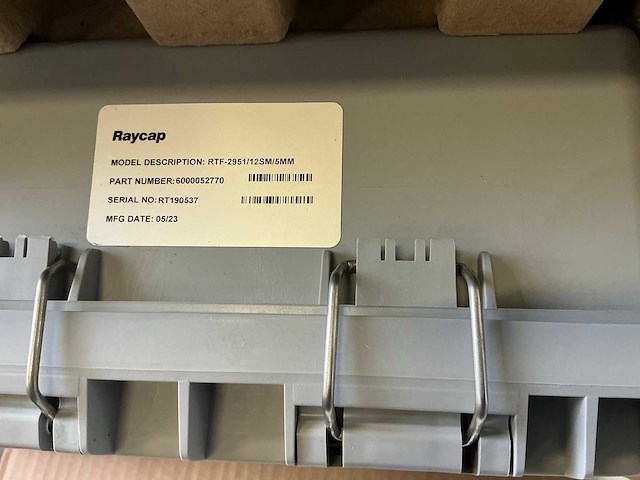 Raycap
MODEL DESCRIPTION: RTF-2951/12SM/5MM
PART NUMBER:6000052770
SERIAL NO: RT190537
MFG DATE: 05/23